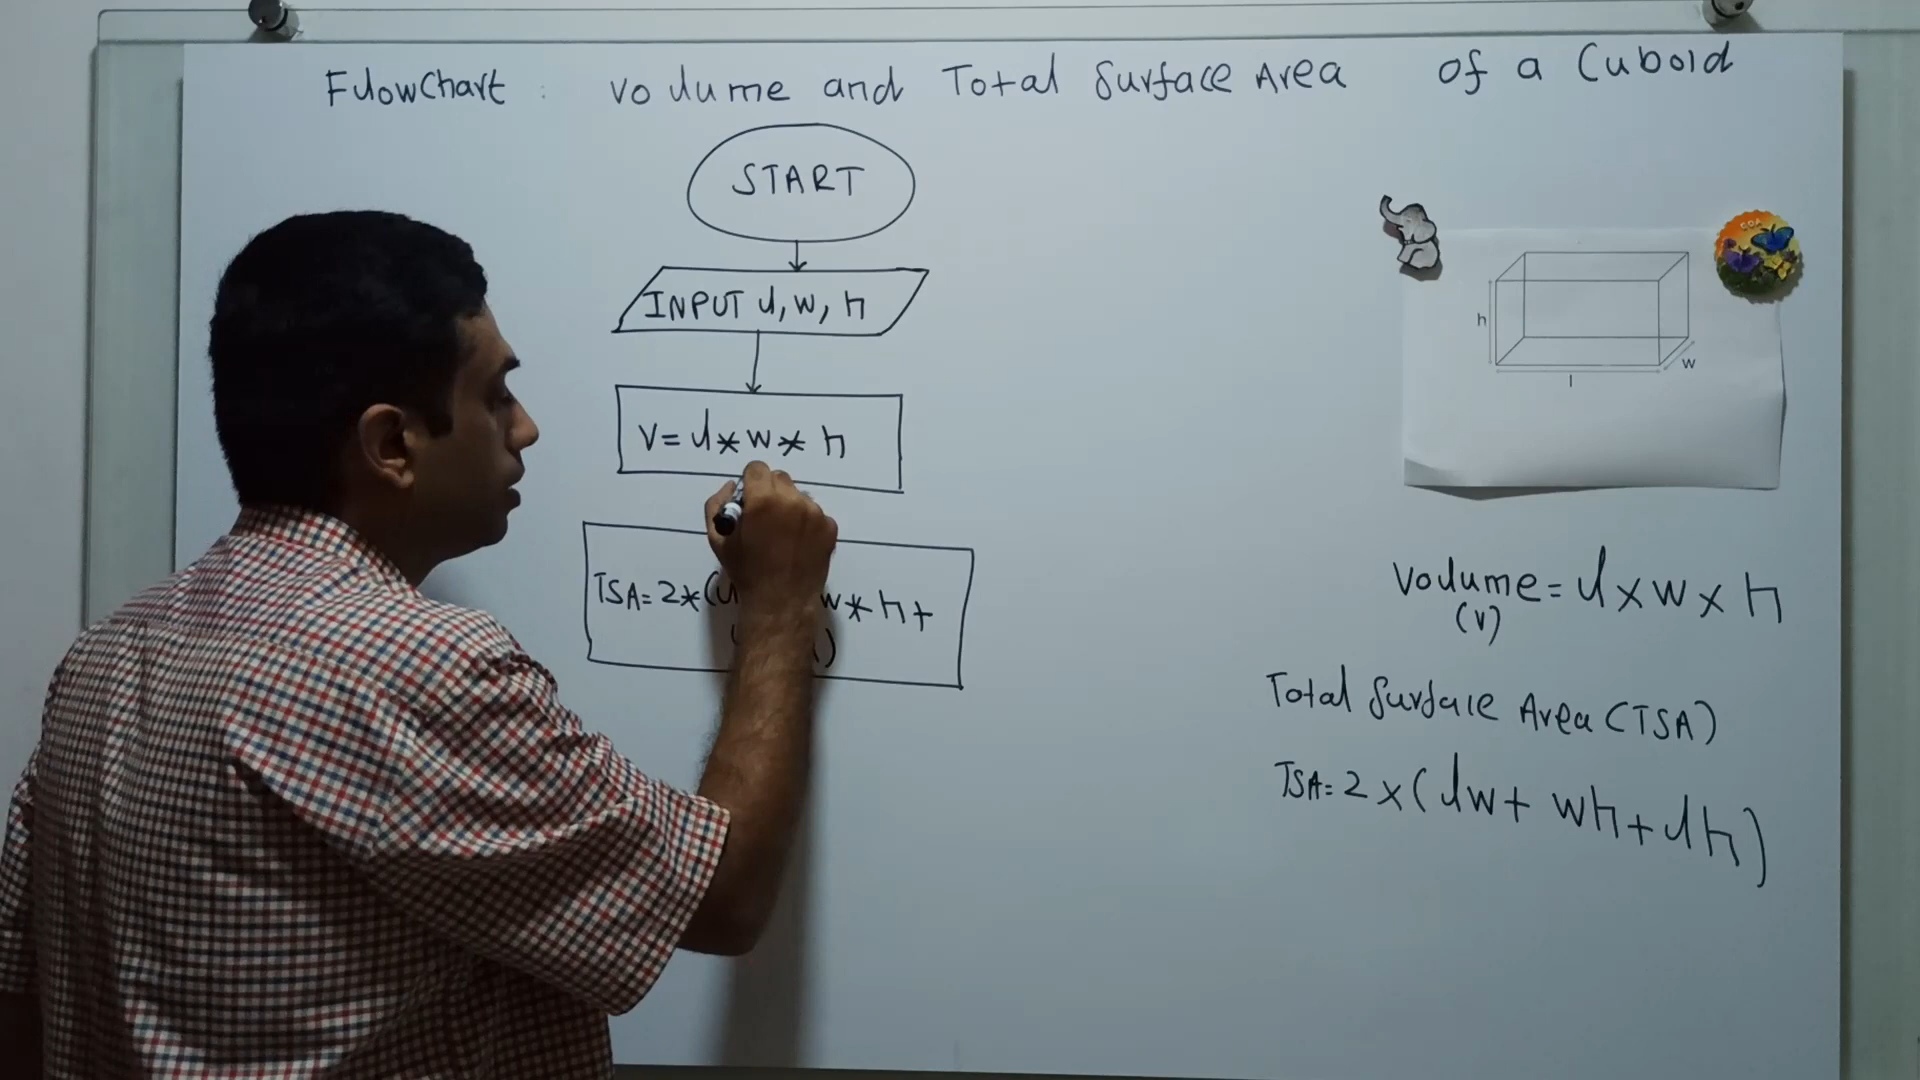 FlowChart : Volume and Total Surface Area of a Cuboid
START
INPUT l, w, h
V= l* w* h
TSA= 2*(l w* h+
)
COA
h
w
l
Volume= l x w x h
(V)
Total Surface Area (TSA)
TSA= 2 x ( lw+ wh+lh)